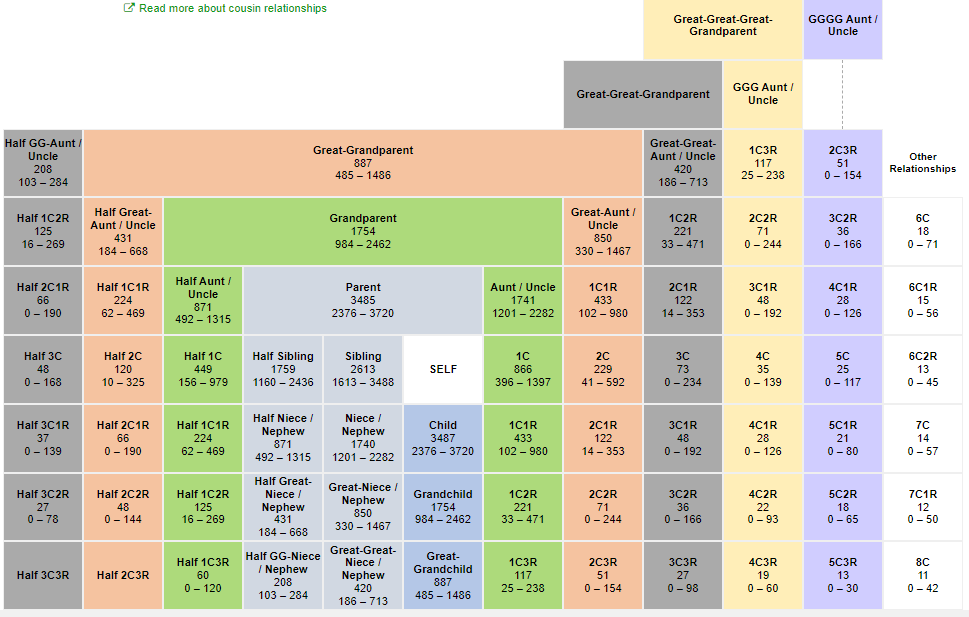 Read more about cousin relationships
Great-Great-Great-
Grandparent
GGGG Aunt /
Uncle
Great-Great-Grandparent
GGG Aunt /
Uncle
Half GG-Aunt /
Uncle
208
103 – 284
Great-Grandparent
887
485 – 1486
Great-Great-
Aunt / Uncle
420
186 – 713
1C3R
117
25 – 238
2C3R
51
0 – 154
Other
Relationships
Half 1C2R
125
16 – 269
Half Great-
Aunt / Uncle
431
184 – 668
Grandparent
1754
984 – 2462
Great-Aunt /
Uncle
850
330 – 1467
1C2R
221
33 – 471
2C2R
71
0 – 244
3C2R
36
0 – 166
6C
18
0 – 71
Half 2C1R
66
0 – 190
Half 1C1R
224
62 – 469
Half Aunt /
Uncle
871
492 – 1315
Parent
3485
2376 – 3720
Aunt / Uncle
1741
1201 – 2282
1C1R
433
102 – 980
2C1R
122
14 – 353
3C1R
48
0 – 192
4C1R
28
0 – 126
6C1R
15
0 – 56
Half 3C
48
0 – 168
Half 2C
120
10 – 325
Half 1C
449
156 – 979
Half Sibling
1759
1160 – 2436
Sibling
2613
1613 – 3488
SELF
1C
866
396 – 1397
2C
229
41 – 592
3C
73
0 – 234
4C
35
0 – 139
5C
25
0 – 117
6C2R
13
0 – 45
Half 3C1R
37
0 – 139
Half 2C1R
66
0 – 190
Half 1C1R
224
62 – 469
Half Niece /
Nephew
871
492 – 1315
Niece /
Nephew
1740
1201 – 2282
Child
3487
2376 – 3720
1C1R
433
102 – 980
2C1R
122
14 – 353
3C1R
48
0 – 192
4C1R
28
0 – 126
5C1R
21
0 – 80
7C
14
0 – 57
Half 3C2R
27
0 – 78
Half 2C2R
48
0 – 144
Half 1C2R
125
16 – 269
Half Great-
Niece /
Nephew
431
184 – 668
Great-Niece /
Nephew
850
330 – 1467
Grandchild
1754
984 – 2462
1C2R
221
33 – 471
2C2R
71
0 – 244
3C2R
36
0 – 166
4C2R
22
0 – 93
5C2R
18
0 – 65
7C1R
12
0 – 50
Half 3C3R
Half 2C3R
Half 1C3R
60
0 – 120
Half GG-Niece
/ Nephew
208
103 – 284
Great-Great-
Niece /
Nephew
420
186 – 713
Great-
Grandchild
887
485 – 1486
1C3R
117
25 – 238
2C3R
51
0 – 154
3C3R
27
0 – 98
4C3R
19
0 – 60
5C3R
13
0 – 30
8C
11
0 – 42